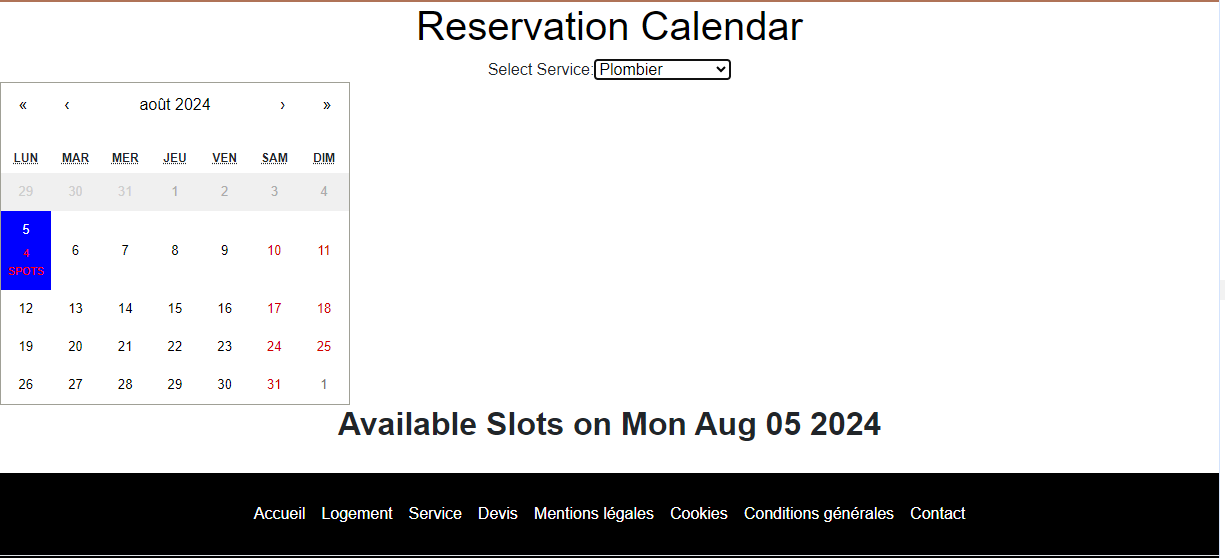 Reservation Calendar
Select Service: Plombier
« ‹ août 2024 › »
LUN MAR MER JEU VEN SAM DIM
29 30 31 1 2 3 4
5 6 7 8 9 10 11
4
SPOTS
12 13 14 15 16 17 18
19 20 21 22 23 24 25
26 27 28 29 30 31 1
Available Slots on Mon Aug 05 2024
Accueil Logement Service Devis Mentions légales Cookies Conditions générales Contact